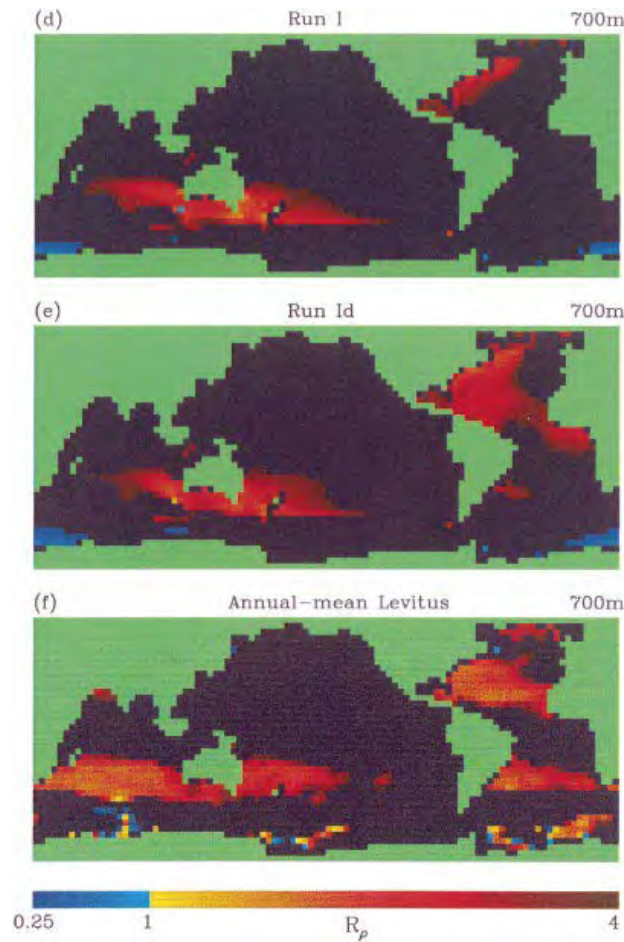 (d) Run I 700m
(e) Run Id 700m
(f) Annual-mean Levitus 700m
0.25 1 Rρ 4